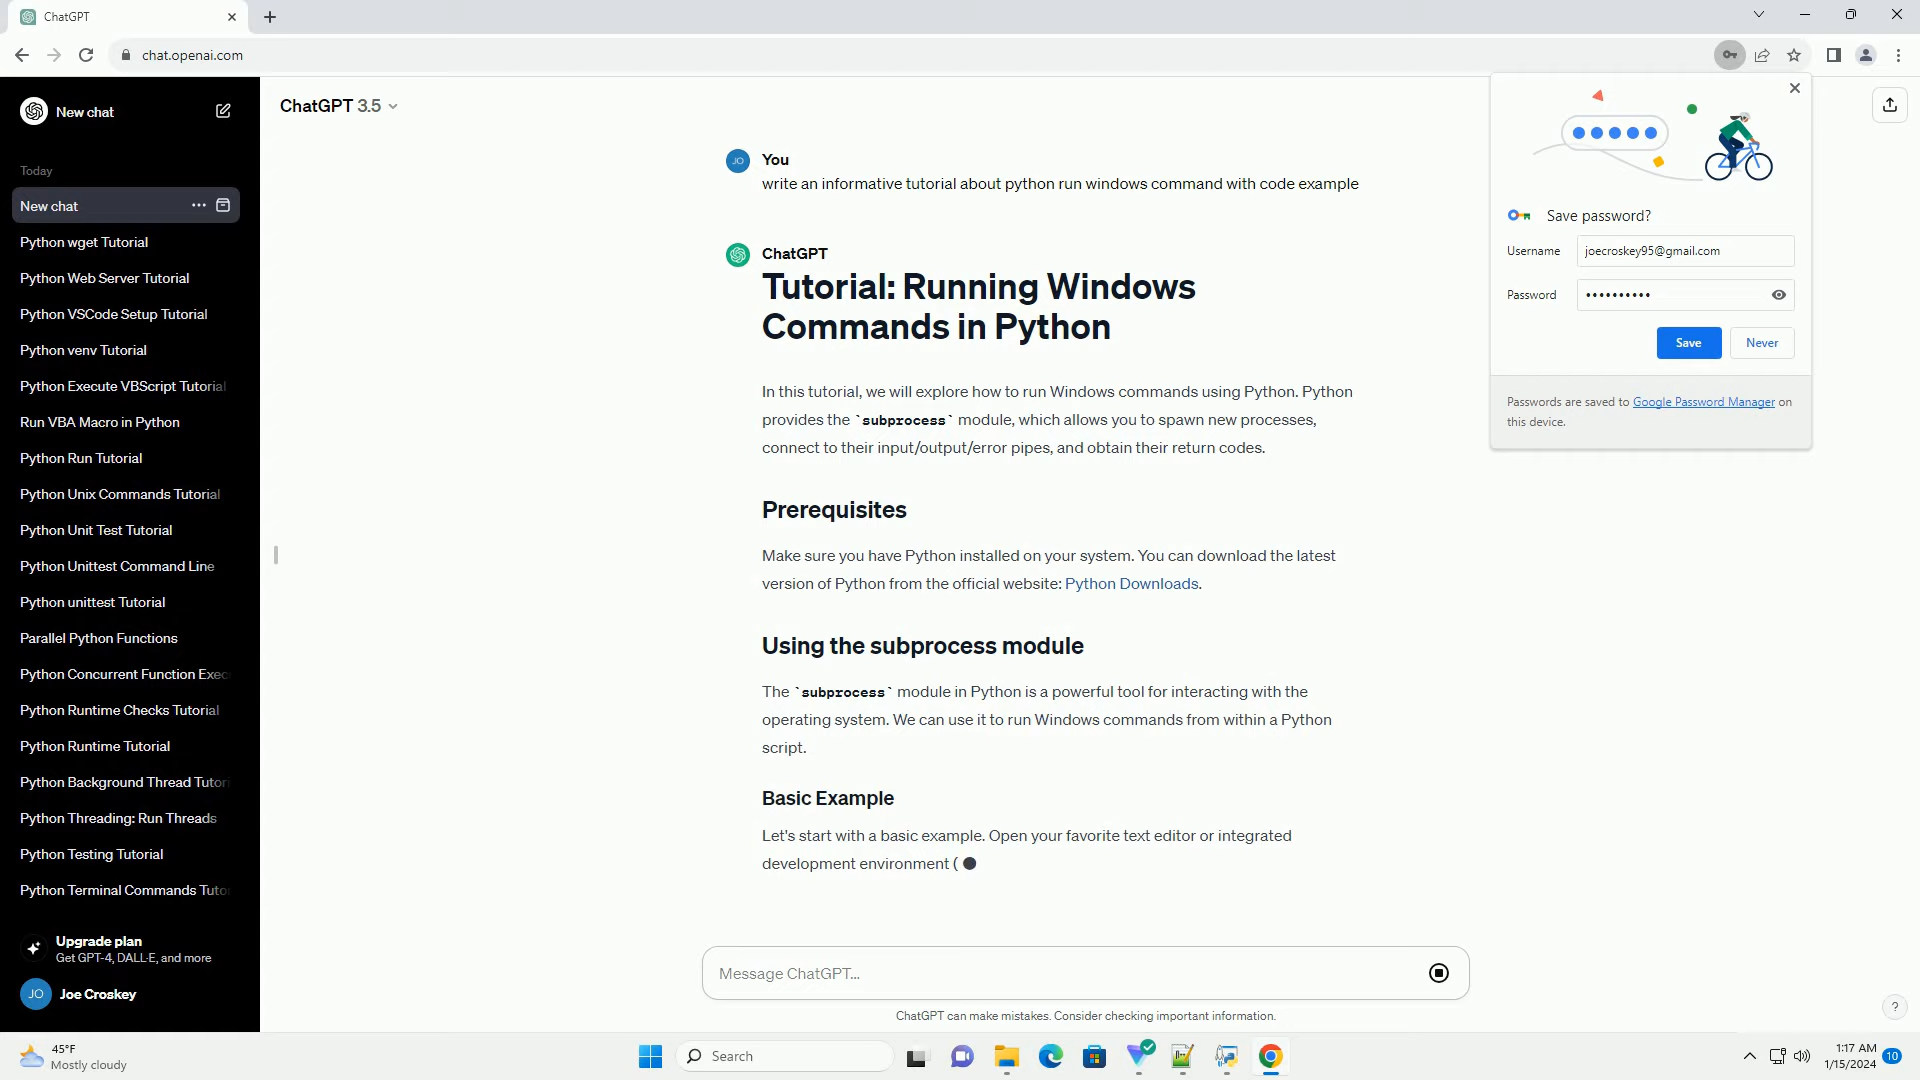 ChatGPT
chat.openai.com
New chat
Today
New chat
Python wget Tutorial
Python Web Server Tutorial
Python VSCode Setup Tutorial
Python venv Tutorial
Python Execute VBScript Tutorial
Run VBA Macro in Python
Python Run Tutorial
Python Unix Commands Tutorial
Python Unit Test Tutorial
Python Unittest Command Line
Python unittest Tutorial
Parallel Python Functions
Python Concurrent Function Exec
Python Runtime Checks Tutorial
Python Runtime Tutorial
Python Background Thread Tutori
Python Threading: Run Threads
Python Testing Tutorial
Python Terminal Commands Tuto
Upgrade plan
Get GPT-4, DALL·E, and more
JO Joe Croskey
ChatGPT 3.5
JO You
write an informative tutorial about python run windows command with code example
ChatGPT
Tutorial: Running Windows
Commands in Python
In this tutorial, we will explore how to run Windows commands using Python. Python
provides the `subprocess` module, which allows you to spawn new processes,
connect to their input/output/error pipes, and obtain their return codes.
Prerequisites
Make sure you have Python installed on your system. You can download the latest
version of Python from the official website: Python Downloads.
Using the subprocess module
The `subprocess` module in Python is a powerful tool for interacting with the
operating system. We can use it to run Windows commands from within a Python
script.
Basic Example
Let's start with a basic example. Open your favorite text editor or integrated
development environment (
Message ChatGPT...
ChatGPT can make mistakes. Consider checking important information.
?
Save password?
Username joecroskey95@gmail.com
Password ••••••••••
Save Never
Passwords are saved to Google Password Manager on
this device.
45°F
Mostly cloudy
Search
1:17 AM
1/15/2024
10